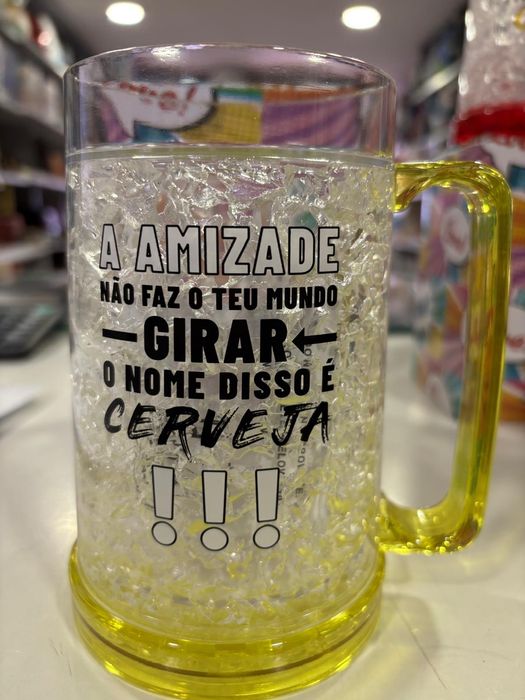 A AMIZADE
NÃO FAZ O TEU MUNDO
GIRAR
O NOME DISSO É
CERVEJA
!!!